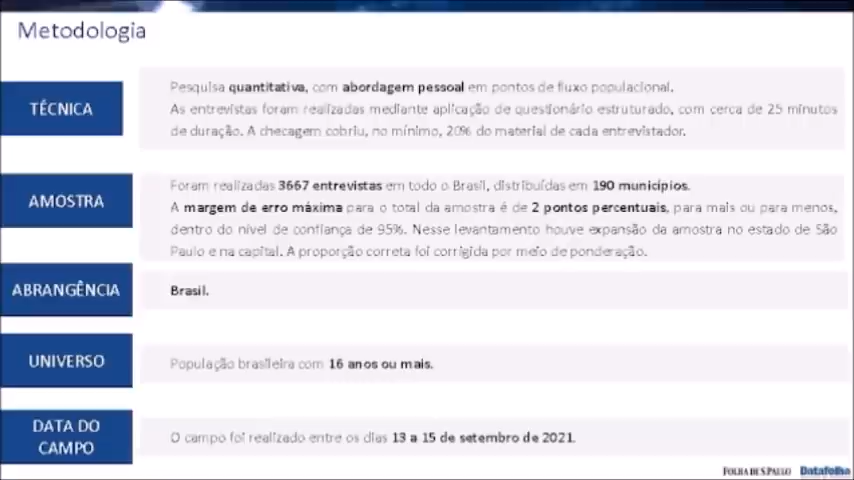 Metodologia
TÉCNICA
Pesquisa quantitativa, com abordagem pessoal em pontos de fluxo populacional.
As entrevistas foram realizadas mediante aplicação de questionário estruturado, com cerca de 25 minutos
de duração. A checagem cobriu, no mínimo, 20% do material de cada entrevistador.
AMOSTRA
Foram realizadas 3667 entrevistas em todo o Brasil, distribuídas em 190 municípios.
A margem de erro máxima para o total da amostra é de 2 pontos percentuais, para mais ou para menos,
dentro do nível de confiança de 95%. Nesse levantamento houve expansão da amostra no estado de São
Paulo e na capital. A proporção correta foi corrigida por meio de ponderação.
ABRANGÊNCIA
Brasil.
UNIVERSO
População brasileira com 16 anos ou mais.
DATA DO
CAMPO
O campo foi realizado entre os dias 13 a 15 de setembro de 2021.
FOLHA DE S.PAULO Datafolha